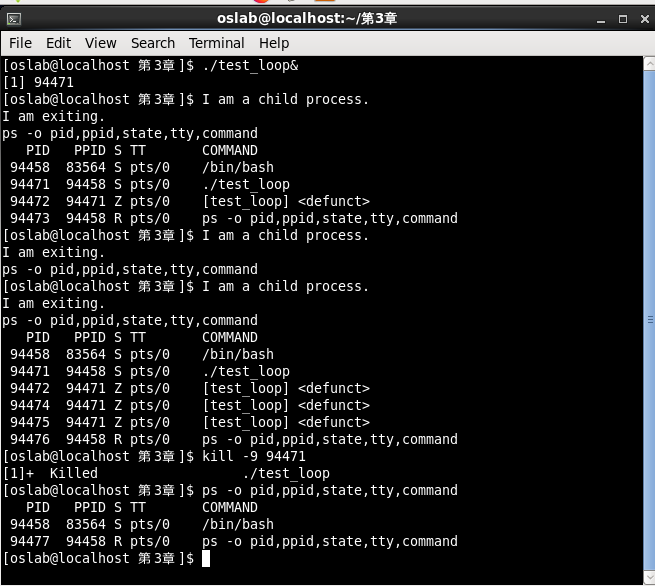 oslab@localhost:~/第3章
File Edit View Search Terminal Help
[oslab@localhost 第3章]$ ./test_loop&
[1] 94471
[oslab@localhost 第3章]$ I am a child process.
I am exiting.
ps -o pid,ppid,state,tty,command
   PID   PPID S TT       COMMAND
 94458  83564 S pts/0    /bin/bash
 94471  94458 S pts/0    ./test_loop
 94472  94471 Z pts/0    [test_loop] <defunct>
 94473  94458 R pts/0    ps -o pid,ppid,state,tty,command
[oslab@localhost 第3章]$ I am a child process.
I am exiting.
ps -o pid,ppid,state,tty,command
[oslab@localhost 第3章]$ I am a child process.
I am exiting.
ps -o pid,ppid,state,tty,command
   PID   PPID S TT       COMMAND
 94458  83564 S pts/0    /bin/bash
 94471  94458 S pts/0    ./test_loop
 94472  94471 Z pts/0    [test_loop] <defunct>
 94474  94471 Z pts/0    [test_loop] <defunct>
 94475  94471 Z pts/0    [test_loop] <defunct>
 94476  94458 R pts/0    ps -o pid,ppid,state,tty,command
[oslab@localhost 第3章]$ kill -9 94471
[1]+  Killed                  ./test_loop
[oslab@localhost 第3章]$ ps -o pid,ppid,state,tty,command
   PID   PPID S TT       COMMAND
 94458  83564 S pts/0    /bin/bash
 94477  94458 R pts/0    ps -o pid,ppid,state,tty,command
[oslab@localhost 第3章]$